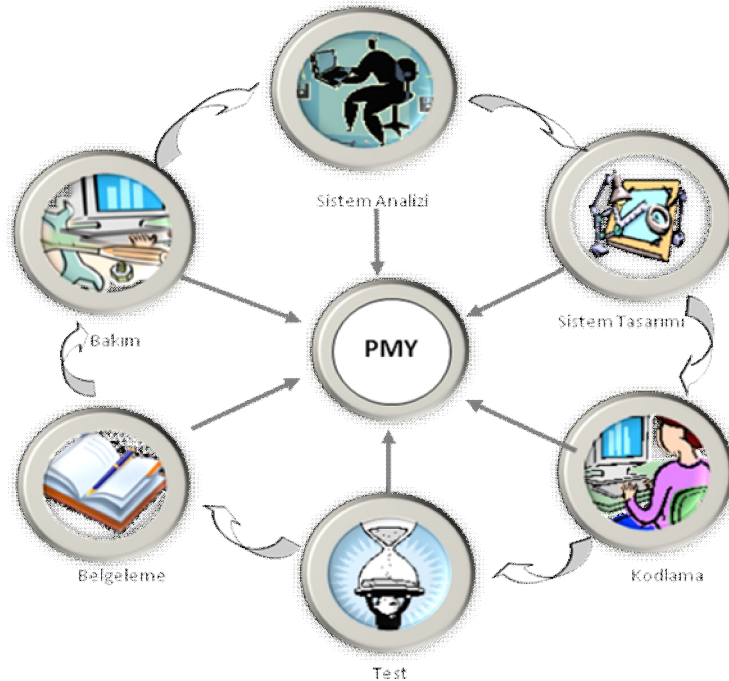 Sistem Analizi
Sistem Tasarımı
Bakım
PMY
Belgeleme
Kodlama
Test